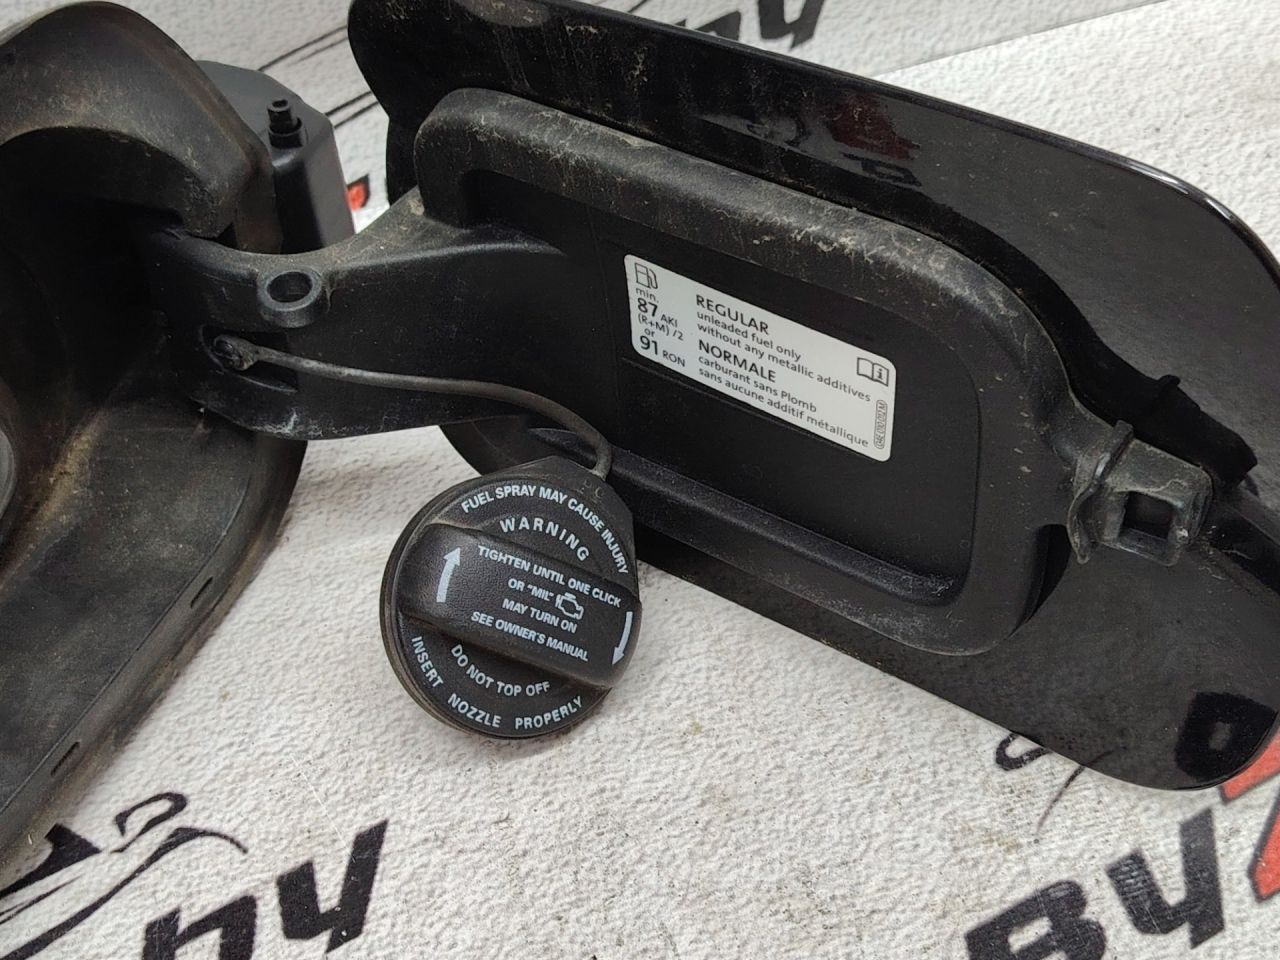 min.
87 AKI
(R+M) /2
or
91 RON
REGULAR
unleaded fuel only
without any metallic additives
NORMALE
carburant sans Plomb
sans aucune additif métallique
FUEL SPRAY MAY CAUSE INJURY
WARNING
TIGHTEN UNTIL ONE CLICK
OR "MIL"
MAY TURN ON
SEE OWNER'S MANUAL
DO NOT TOP OFF
INSERT NOZZLE PROPERLY